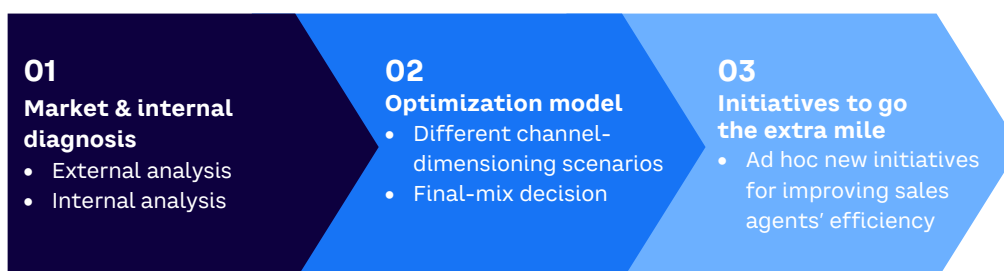 01
Market & internal
diagnosis
• External analysis
• Internal analysis
02
Optimization model
• Different channel-
dimensioning scenarios
• Final-mix decision
03
Initiatives to go
the extra mile
• Ad hoc new initiatives
for improving sales
agents’ efficiency